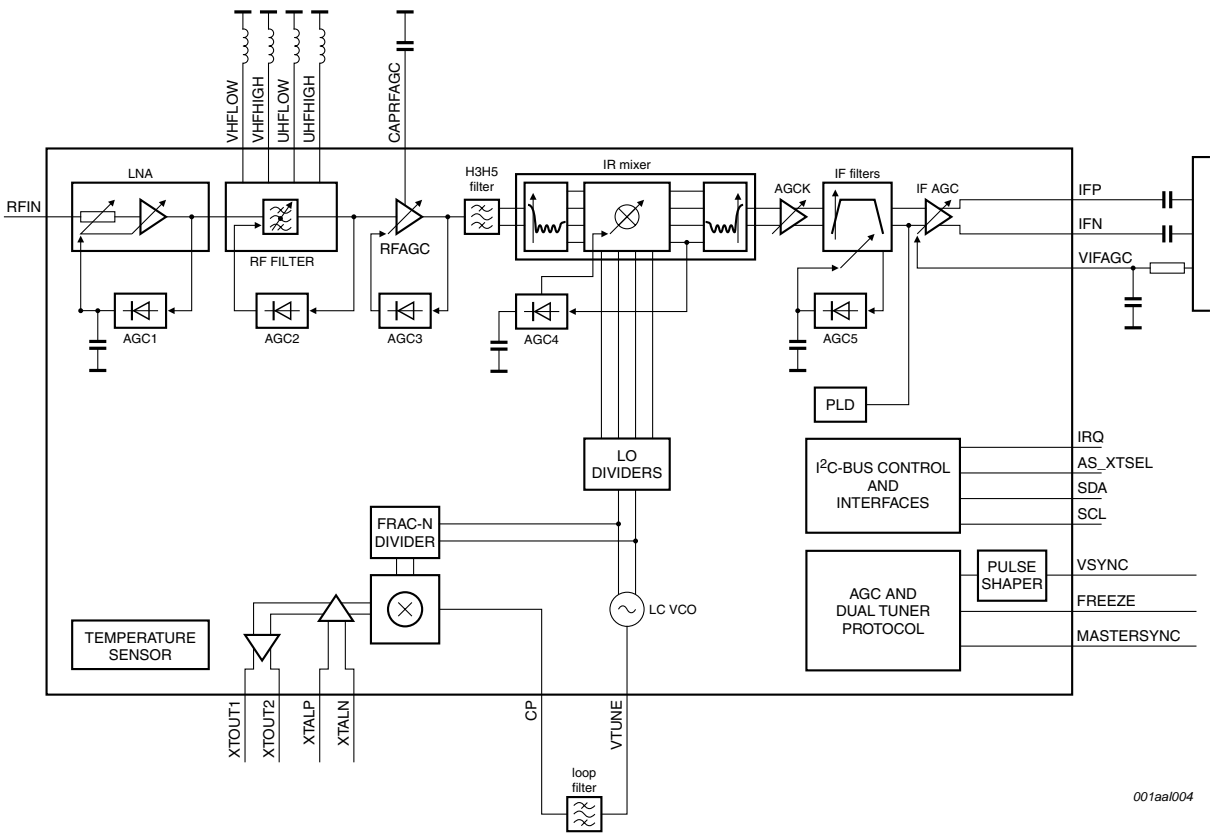 VHFLOW
VHFHIGH
UHFLOW
UHFHIGH
CAPRFAGC
LNA
H3H5
filter
IR mixer
AGCK
IF filters
IF AGC
RFIN
IFP
IFN
VIFAGC
RF FILTER
RFAGC
AGC1
AGC2
AGC3
AGC4
AGC5
PLD
LO
DIVIDERS
I²C-BUS CONTROL
AND
INTERFACES
IRQ
AS_XTSEL
SDA
SCL
FRAC-N
DIVIDER
LC VCO
AGC AND
DUAL TUNER
PROTOCOL
PULSE
SHAPER
VSYNC
FREEZE
MASTERSYNC
TEMPERATURE
SENSOR
XTOUT1
XTOUT2
XTALP
XTALN
CP
VTUNE
loop
filter
001aal004